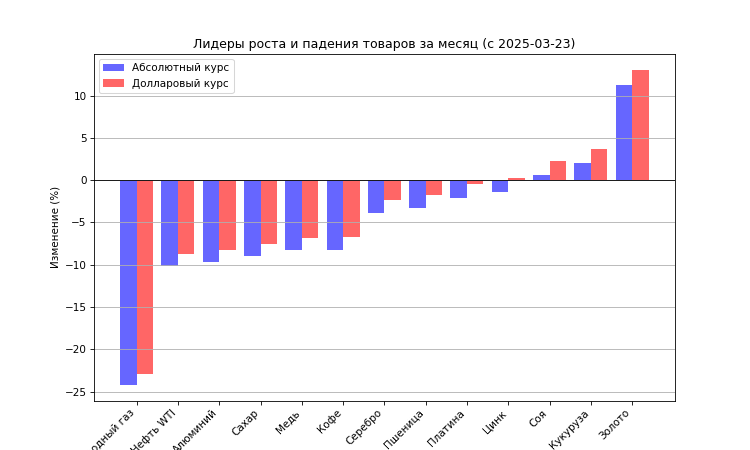 Лидеры роста и падения товаров за месяц (с 2025-03-23)
Абсолютный курс
Долларовый курс
Изменение (%)
10
5
0
−5
−10
−15
−20
−25
газ
Нефть WTI
Алюминий
Сахар
Медь
Кофе
Серебро
Пшеница
Платина
Цинк
Соя
Кукуруза
Золото